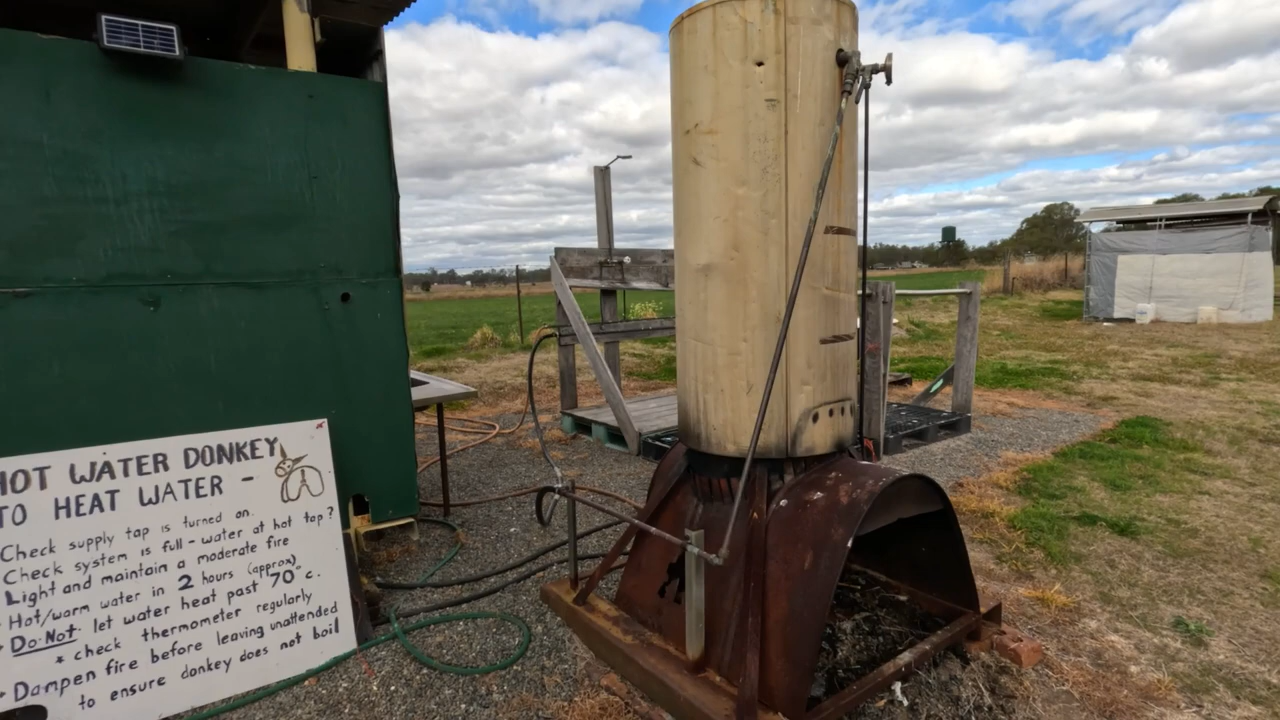 HOT WATER DONKEY
TO HEAT WATER -
Check supply tap is turned on.
Check system is full - water at hot tap?
Light and maintain a moderate fire
Hot/warm water in 2 hours (approx)
Do Not let water heat past 70°c.
* check thermometer regularly
Dampen fire before leaving unattended
to ensure donkey does not boil